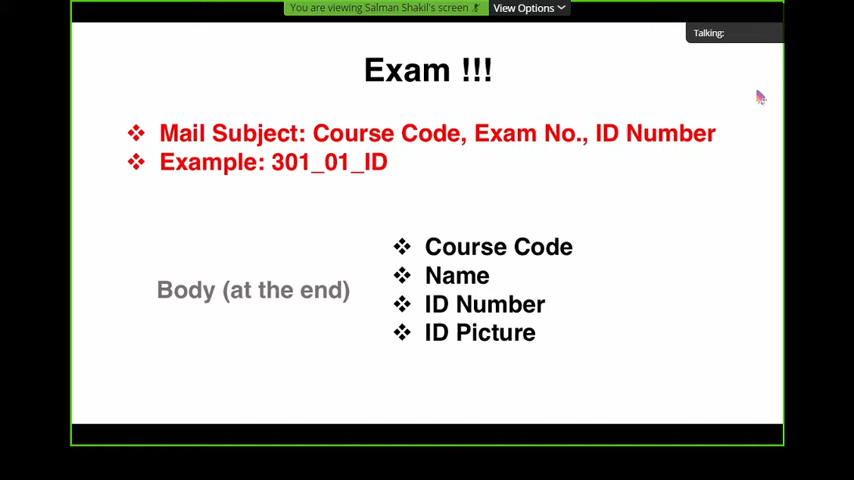 You are viewing Salman Shakil's screen
View Options
Talking:
Exam !!!
❖ Mail Subject: Course Code, Exam No., ID Number
❖ Example: 301_01_ID
❖ Course Code
❖ Name
Body (at the end)
❖ ID Number
❖ ID Picture